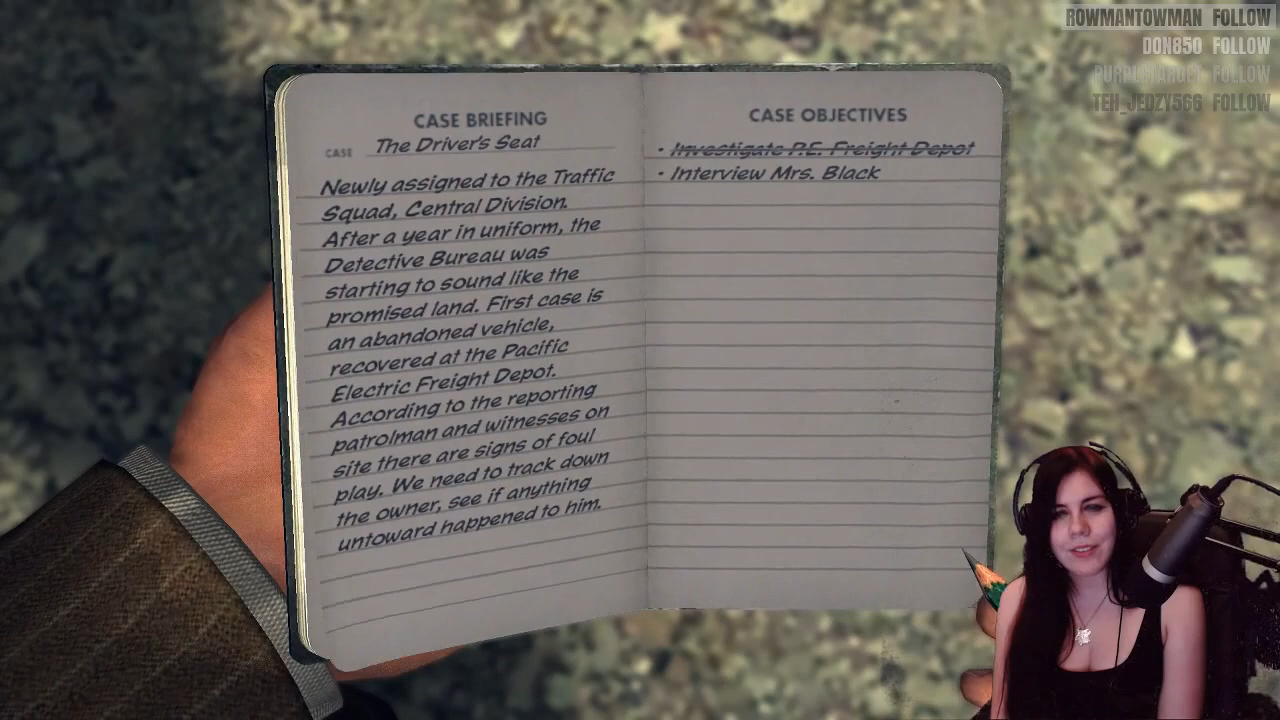 ROWMANTOWMAN FOLLOW
DON850 FOLLOW
FOLLOW
TEH_JEDZY566 FOLLOW
CASE BRIEFING
CASE The Driver's Seat
Newly assigned to the Traffic
Squad, Central Division.
After a year in uniform, the
Detective Bureau was
starting to sound like the
promised land. First case is
an abandoned vehicle,
recovered at the Pacific
Electric Freight Depot.
According to the reporting
patrolman and witnesses on
site there are signs of foul
play. We need to track down
the owner, see if anything
untoward happened to him.
CASE OBJECTIVES
• Investigate P.E. Freight Depot
• Interview Mrs. Black